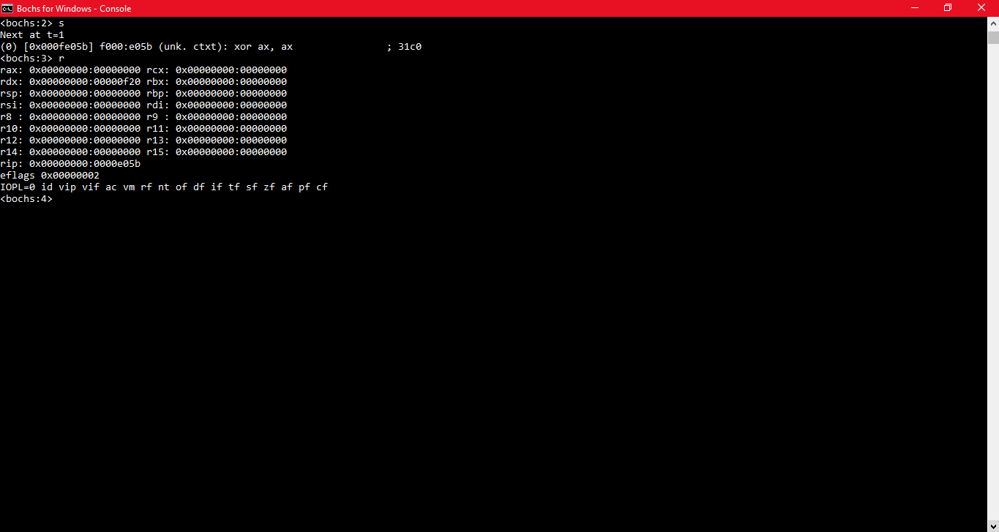 Bochs for Windows - Console
<bochs:2> s
Next at t=1
(0) [0x000fe05b] f000:e05b (unk. ctxt): xor ax, ax                ; 31c0
<bochs:3> r
rax: 0x00000000:00000000 rcx: 0x00000000:00000000
rdx: 0x00000000:00000f20 rbx: 0x00000000:00000000
rsp: 0x00000000:00000000 rbp: 0x00000000:00000000
rsi: 0x00000000:00000000 rdi: 0x00000000:00000000
r8 : 0x00000000:00000000 r9 : 0x00000000:00000000
r10: 0x00000000:00000000 r11: 0x00000000:00000000
r12: 0x00000000:00000000 r13: 0x00000000:00000000
r14: 0x00000000:00000000 r15: 0x00000000:00000000
rip: 0x00000000:0000e05b
eflags 0x00000002
IOPL=0 id vip vif ac vm rf nt of df if tf sf zf af pf cf
<bochs:4>